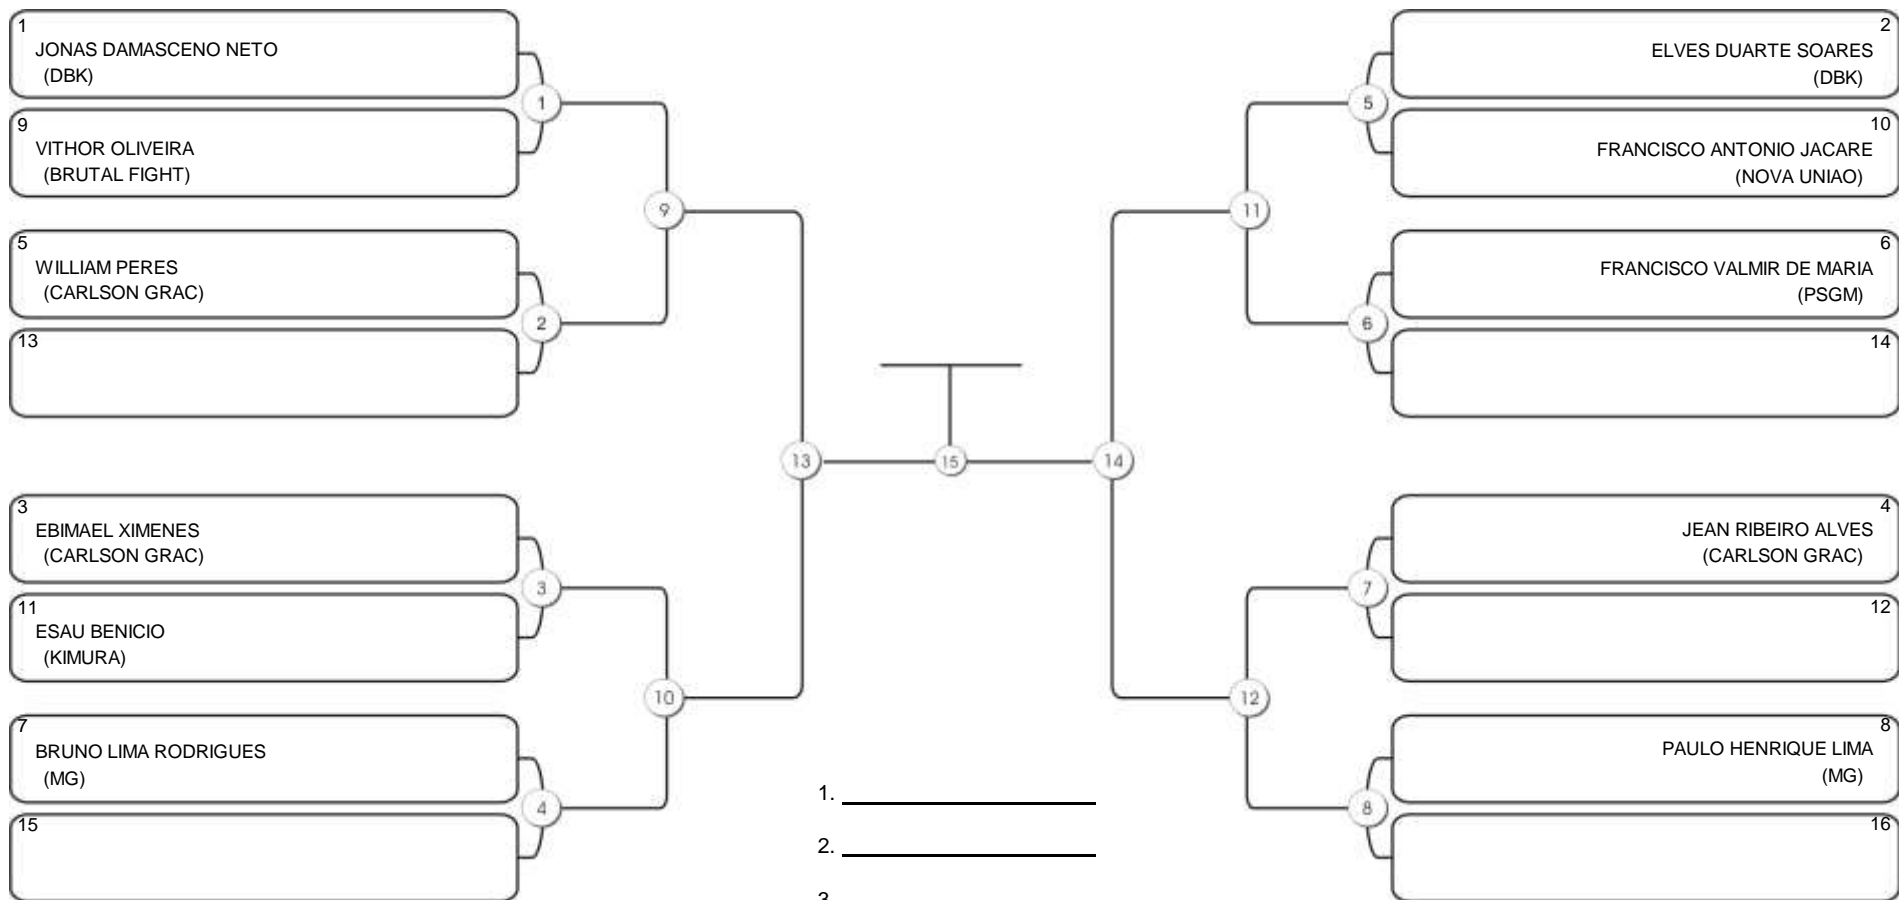 1
JONAS DAMASCENO NETO
(DBK)
1
9
VITHOR OLIVEIRA
(BRUTAL FIGHT)
9
5
WILLIAM PERES
(CARLSON GRAC)
2
13
13
3
EBIMAEL XIMENES
(CARLSON GRAC)
3
11
ESAU BENICIO
(KIMURA)
10
7
BRUNO LIMA RODRIGUES
(MG)
4
15
15
2
ELVES DUARTE SOARES
(DBK)
5
10
FRANCISCO ANTONIO JACARE
(NOVA UNIAO)
11
6
FRANCISCO VALMIR DE MARIA
(PSGM)
6
14
14
4
JEAN RIBEIRO ALVES
(CARLSON GRAC)
7
12
12
8
PAULO HENRIQUE LIMA
(MG)
8
16
1.
2.
3.